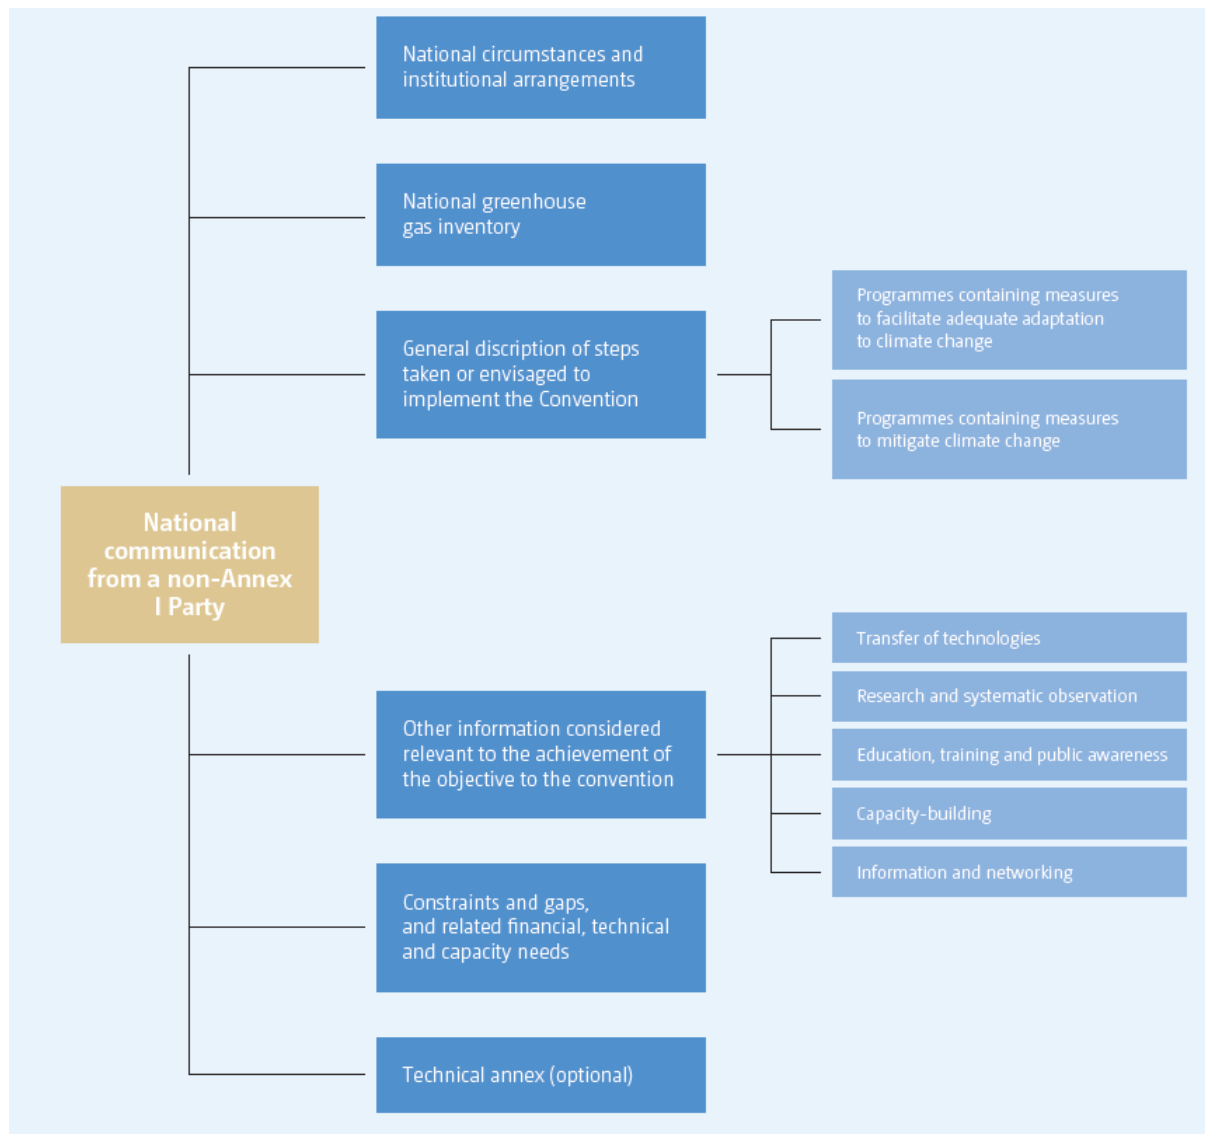 National circumstances and
institutional arrangements
National greenhouse
gas inventory
General discription of steps
taken or envisaged to
implement the Convention
Programmes containing measures
to facilitate adequate adaptation
to climate change
Programmes containing measures
to mitigate climate change
National
communication
from a non-Annex
I Party
Other information considered
relevant to the achievement of
the objective to the convention
Transfer of technologies
Research and systematic observation
Education, training and public awareness
Capacity-building
Information and networking
Constraints and gaps,
and related financial, technical
and capacity needs
Technical annex (optional)